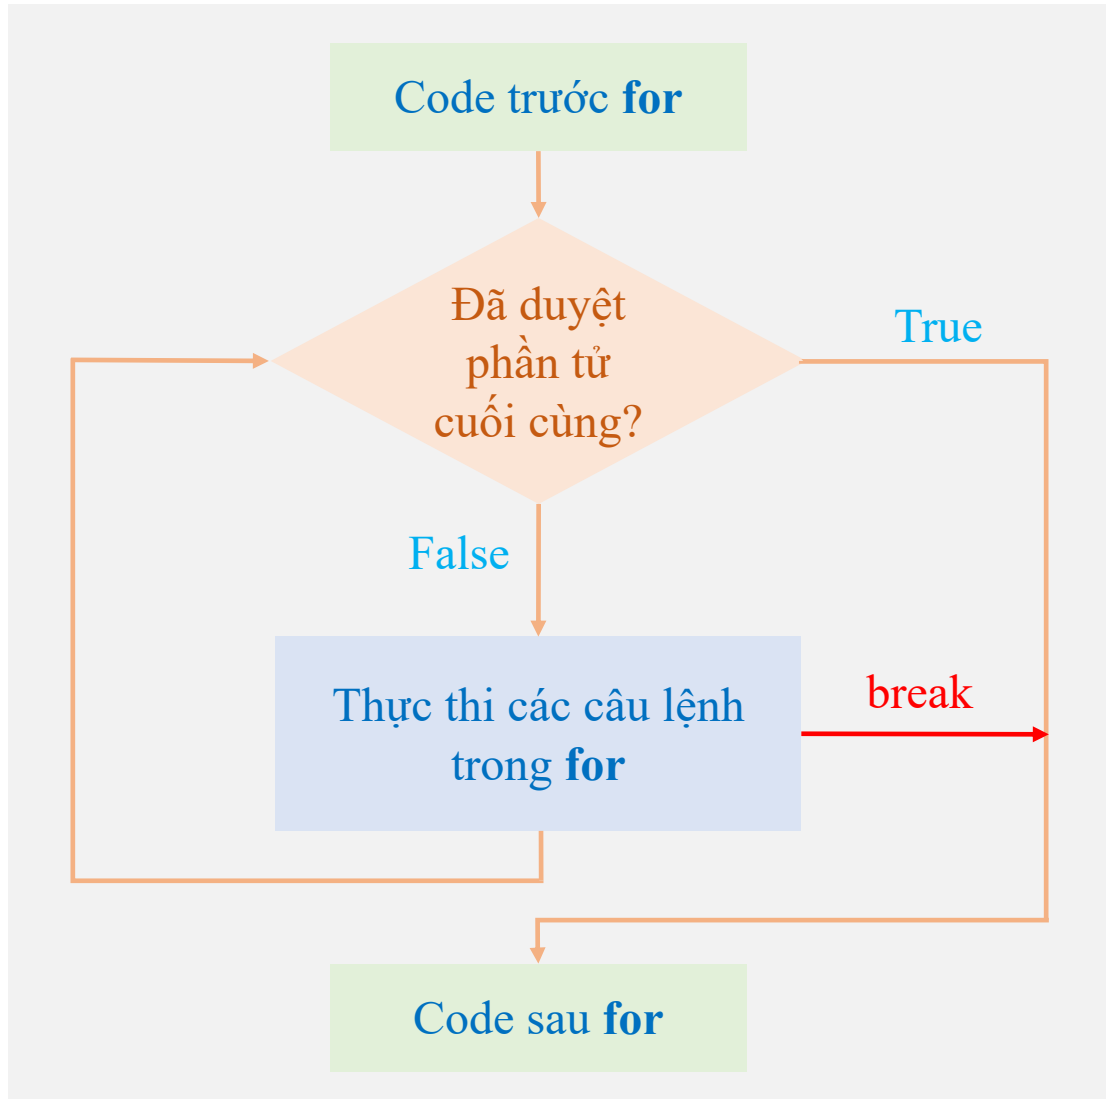 Code trước for
Đã duyệt
phần tử
cuối cùng?
True
False
Thực thi các câu lệnh
trong for
break
Code sau for